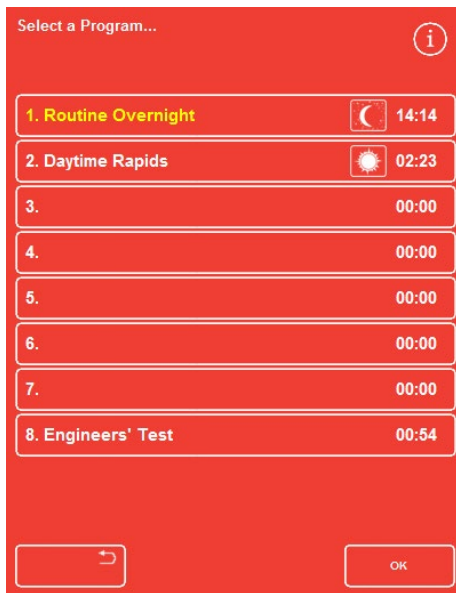 Select a Program...
i
1. Routine Overnight 14:14
2. Daytime Rapids 02:23
3. 00:00
4. 00:00
5. 00:00
6. 00:00
7. 00:00
8. Engineers' Test 00:54
OK